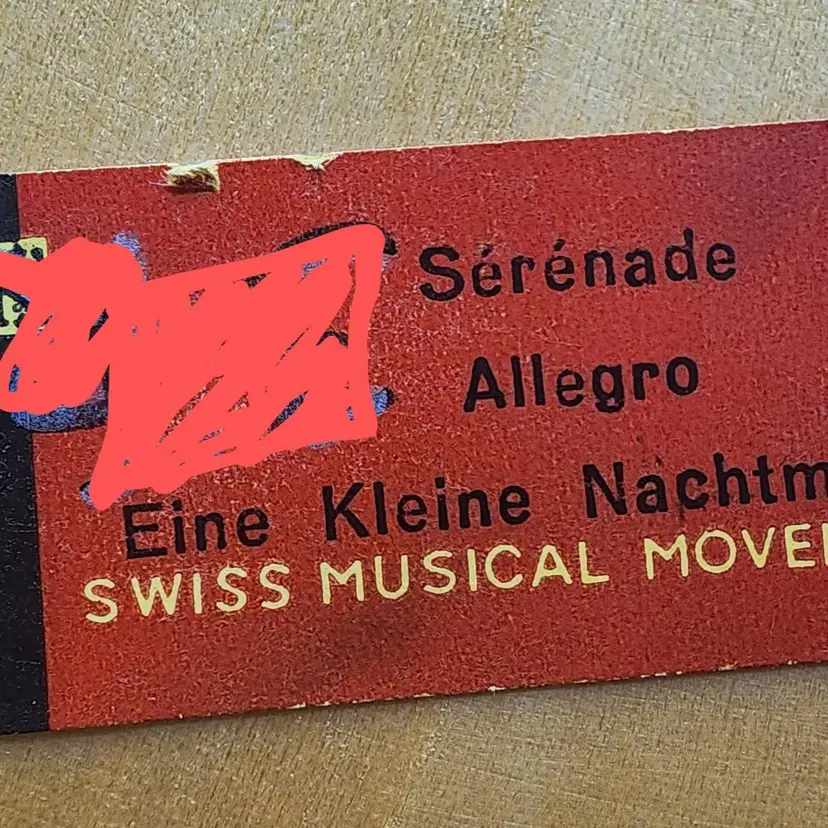 Sérénade
Allegro
Eine Kleine Nachtm
SWISS MUSICAL MOVE